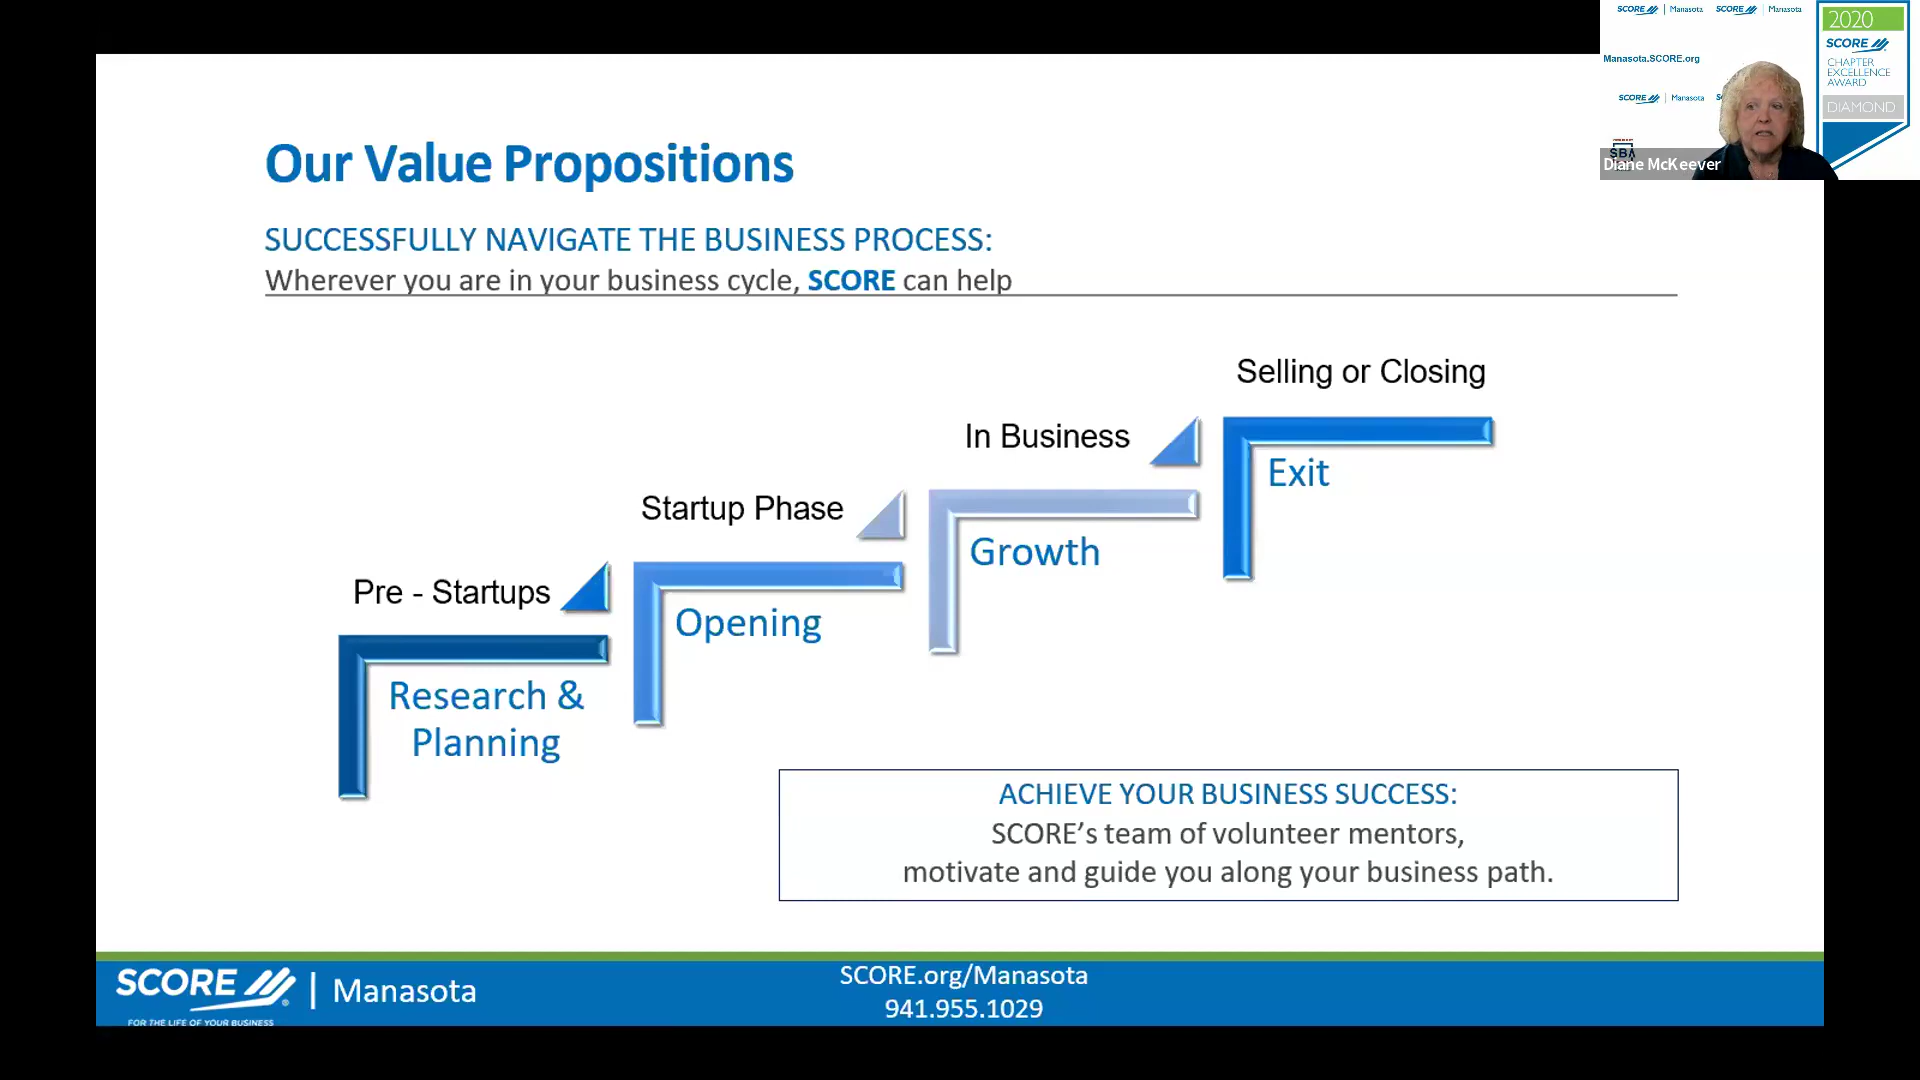 Our Value Propositions
SUCCESSFULLY NAVIGATE THE BUSINESS PROCESS:
Wherever you are in your business cycle, SCORE can help
Selling or Closing
In Business
Exit
Startup Phase
Growth
Pre - Startups
Opening
Research &
Planning
ACHIEVE YOUR BUSINESS SUCCESS:
SCORE’s team of volunteer mentors,
motivate and guide you along your business path.
SCORE ® | Manasota
FOR THE LIFE OF YOUR BUSINESS
SCORE.org/Manasota
941.955.1029
SCORE | Manasota SCORE | Manasota
Manasota.SCORE.org
SCORE | Manasota
SBA
Diane McKeever
2020
SCORE
CHAPTER
EXCELLENCE
AWARD
DIAMOND